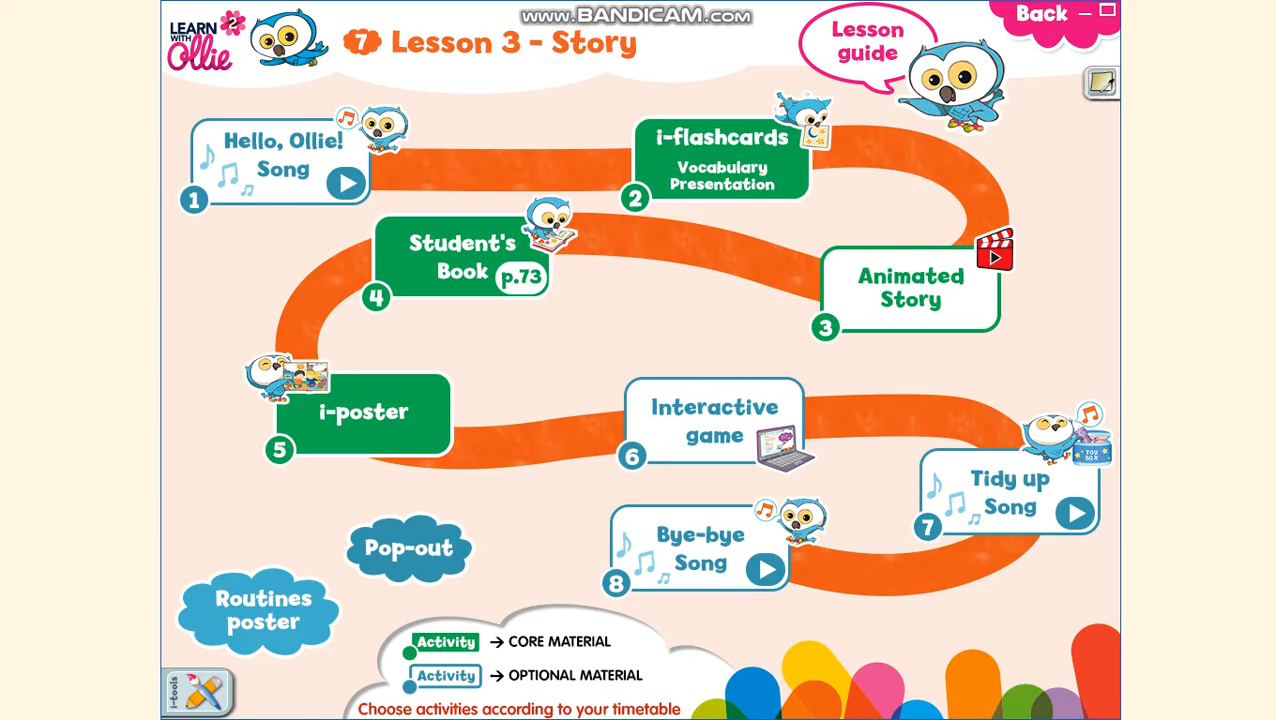 www.BANDICAM.com
LEARN 2
WITH
Ollie
7 Lesson 3 - Story
Lesson
guide
Back
Hello, Ollie!
Song
1
i-flashcards
Vocabulary
Presentation
2
Animated
Story
3
Student's
Book p.73
4
i-poster
5
Interactive
game
6
TOY
BOX
Tidy up
Song
7
Bye-bye
Song
8
Pop-out
Routines
poster
Activity → CORE MATERIAL
Activity → OPTIONAL MATERIAL
Choose activities according to your timetable
i-tools